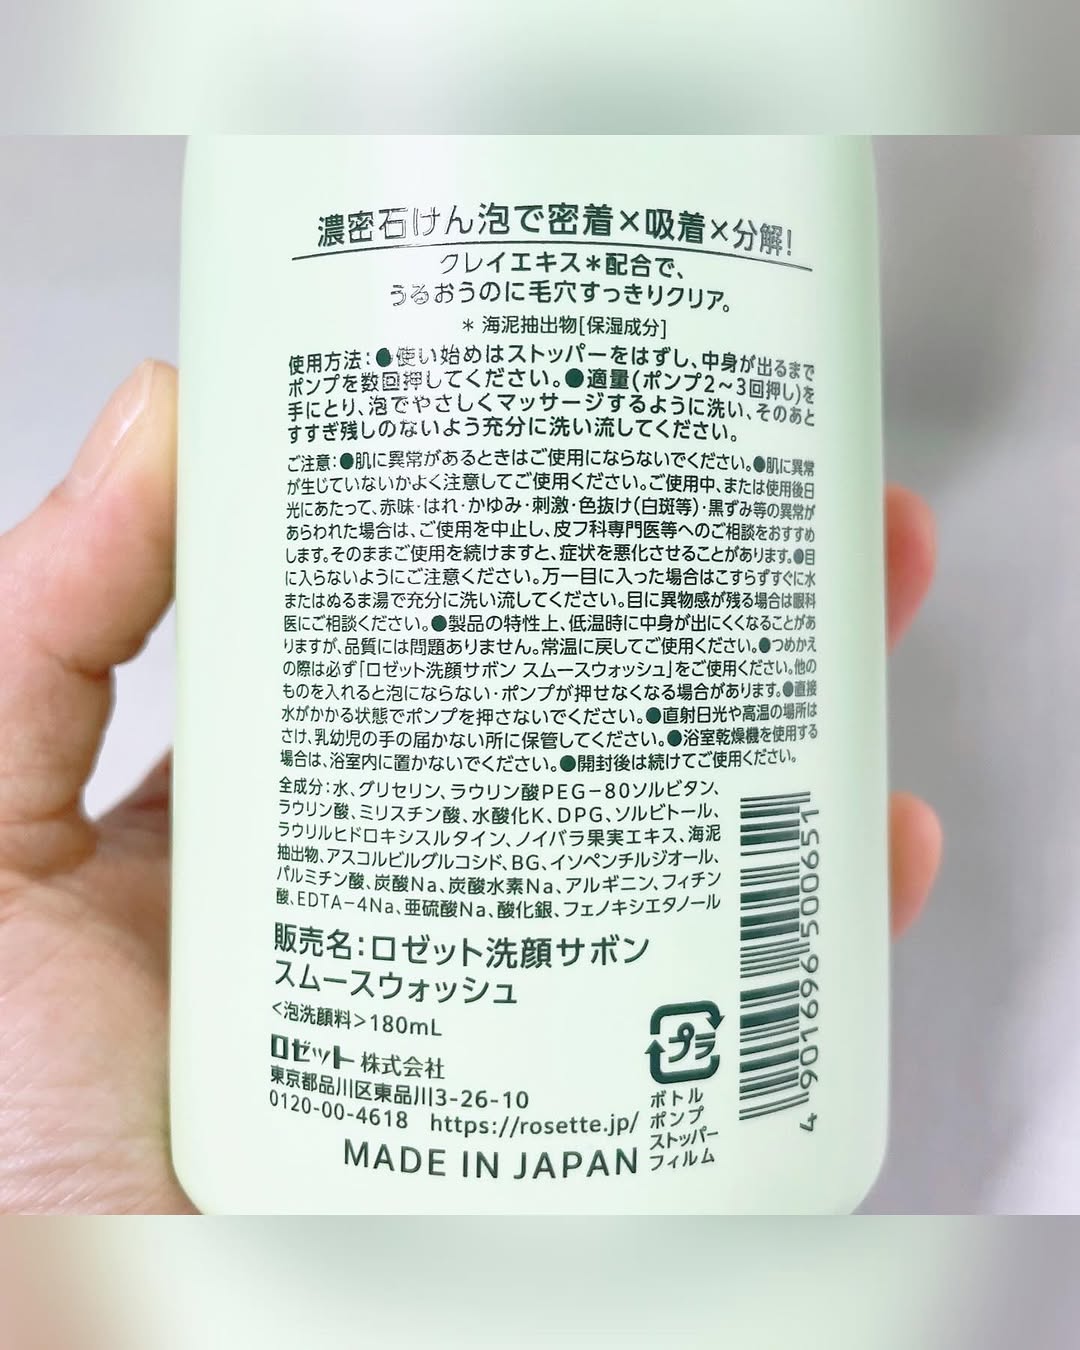 濃密石けん泡で密着×吸着×分解!
クレイエキス*配合で、
うるおうのに毛穴すっきりクリア。
* 海泥抽出物[保湿成分]
使用方法:●使い始めはストッパーをはずし、中身が出るまで
ポンプを数回押してください。●適量(ポンプ2~3回押し)を
手にとり、泡でやさしくマッサージするように洗い、そのあと
すすぎ残しのないよう充分に洗い流してください。
ご注意:●肌に異常があるときはご使用にならないでください。●肌に異常
が生じていないかよく注意してご使用ください。ご使用中、または使用後日
光にあたって、赤味・はれ・かゆみ・刺激・色抜け(白斑等)・黒ずみ等の異常が
あらわれた場合は、ご使用を中止し、皮フ科専門医等へのご相談をおすすめ
します。そのままご使用を続けますと、症状を悪化させることがあります。●目
に入らないようにご注意ください。万一目に入った場合はこすらずすぐに水
またはぬるま湯で充分に洗い流してください。目に異物感が残る場合は眼科
医にご相談ください。●製品の特性上、低温時に中身が出にくくなることがあ
りますが、品質には問題ありません。常温に戻してご使用ください。●つめかえ
の際は必ず「ロゼット洗顔サボン スムースウォッシュ」をご使用ください。他の
ものを入れると泡にならない・ポンプが押せなくなる場合があります。●直接
水がかかる状態でポンプを押さないでください。●直射日光や高温の場所は
さけ、乳幼児の手の届かない所に保管してください。●浴室乾燥機を使用する
場合は、浴室内に置かないでください。●開封後は続けてご使用ください。
全成分:水、グリセリン、ラウリン酸PEG-80ソルビタン、
ラウリン酸、ミリスチン酸、水酸化K、DPG、ソルビトール、
ラウリルヒドロキシスルタイン、ノイバラ果実エキス、海泥
抽出物、アスコルビルグルコシド、BG、イソペンチルジオール、
パルミチン酸、炭酸Na、炭酸水素Na、アルギニン、フィチン
酸、EDTA-4Na、亜硫酸Na、酸化銀、フェノキシエタノール
販売名:ロゼット洗顔サボン
スムースウォッシュ
<泡洗顔料>180mL
ロゼット 株式会社
東京都品川区東品川3-26-10
0120-00-4618 https://rosette.jp/
MADE IN JAPAN
プラ
ボトル
ポンプ
ストッパー
フィルム
4901696500651